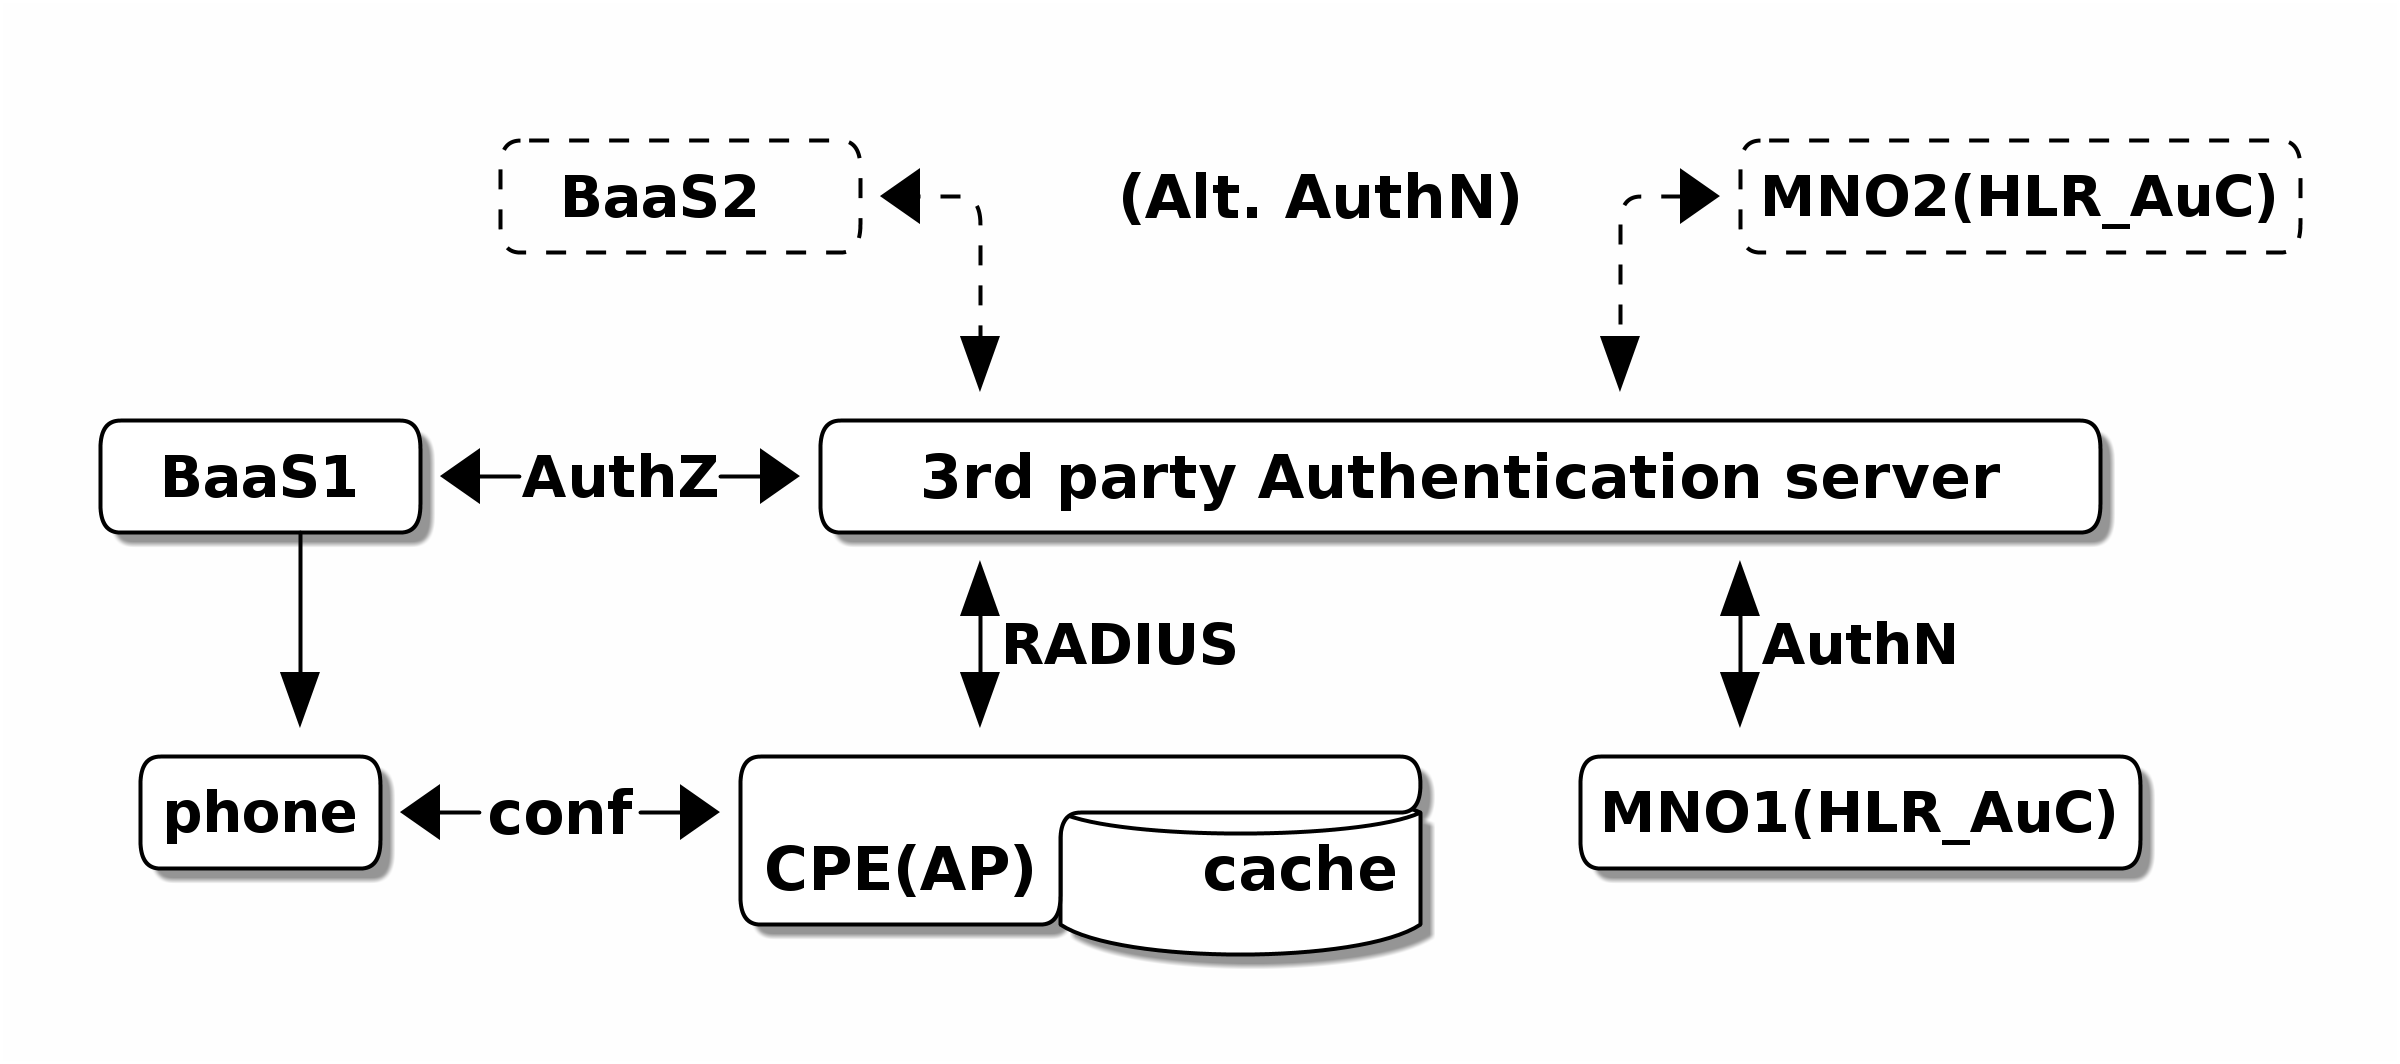 BaaS2
(Alt. AuthN)
MNO2(HLR_AuC)
BaaS1
AuthZ
3rd party Authentication server
RADIUS
AuthN
phone
conf
CPE(AP)
cache
MNO1(HLR_AuC)